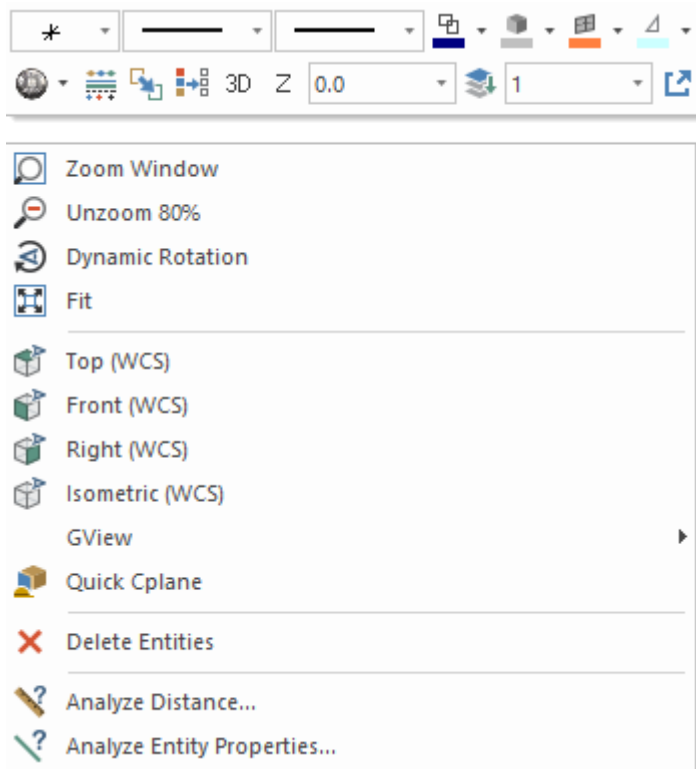 3D Z 0.0 1
Zoom Window
Unzoom 80%
Dynamic Rotation
Fit
Top (WCS)
Front (WCS)
Right (WCS)
Isometric (WCS)
GView
Quick Cplane
Delete Entities
Analyze Distance...
Analyze Entity Properties...